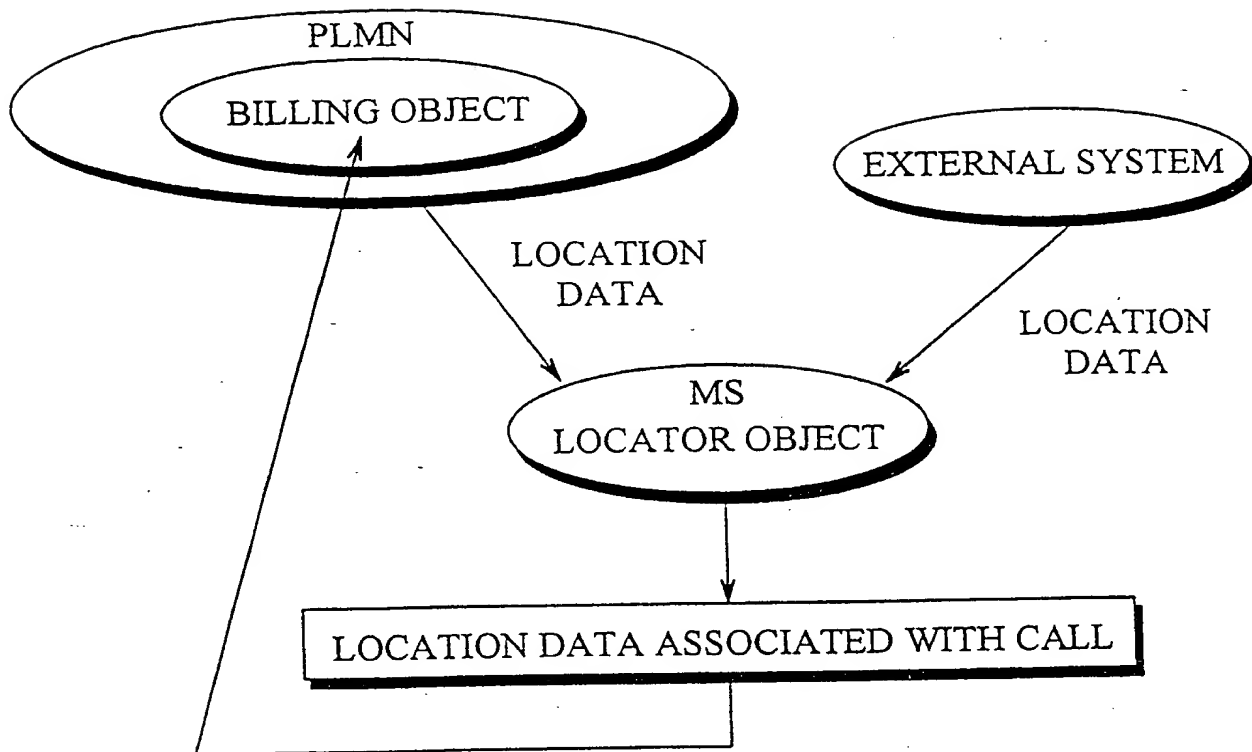 PLMN
BILLING OBJECT
EXTERNAL SYSTEM
LOCATION
DATA
LOCATION
DATA
MS
LOCATOR OBJECT
LOCATION DATA ASSOCIATED WITH CALL